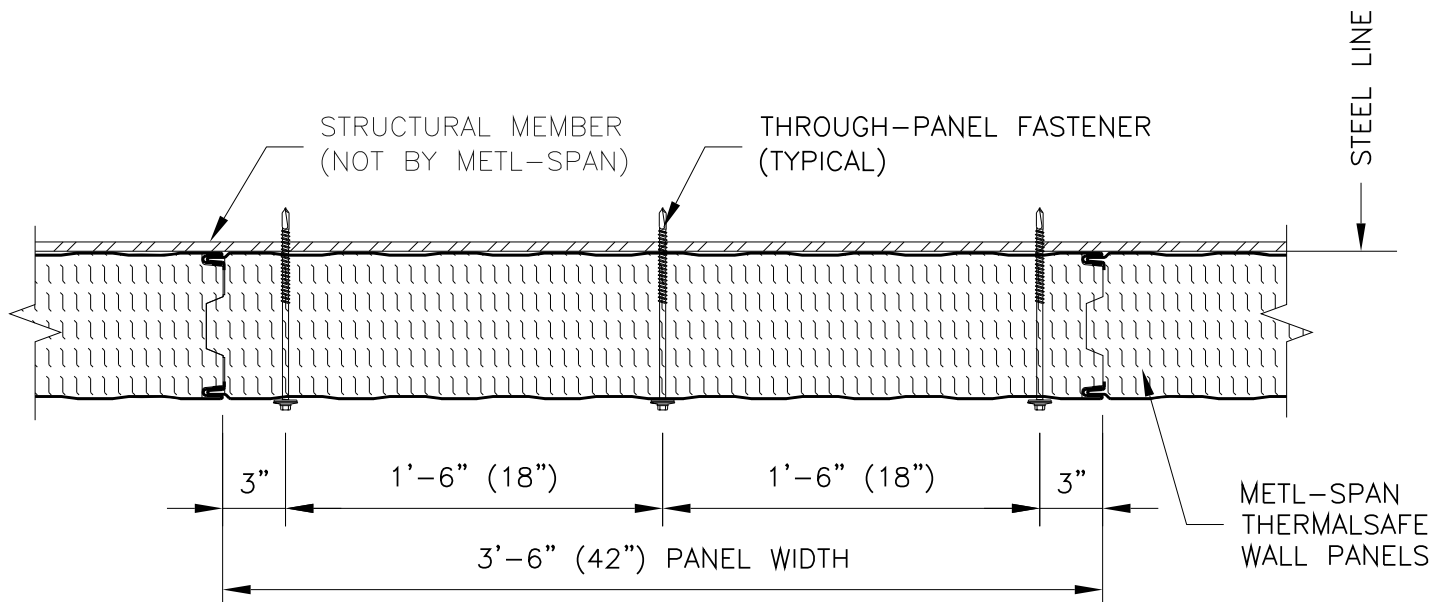 STEEL LINE
STRUCTURAL MEMBER
(NOT BY METL-SPAN)
THROUGH-PANEL FASTENER
(TYPICAL)
3”
1’-6” (18”)
1’-6” (18”)
3”
3’-6” (42”) PANEL WIDTH
METL-SPAN
THERMALSAFE
WALL PANELS